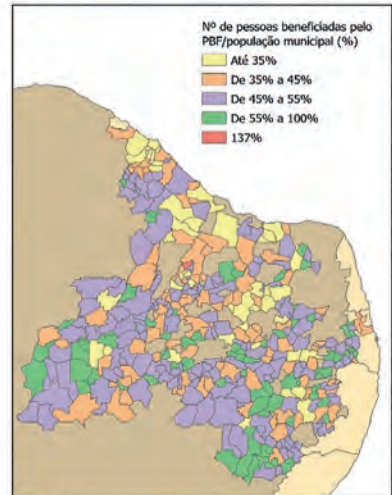 Nº de pessoas beneficiadas pelo
PBF/população municipal (%)
Até 35%
De 35% a 45%
De 45% a 55%
De 55% a 100%
137%